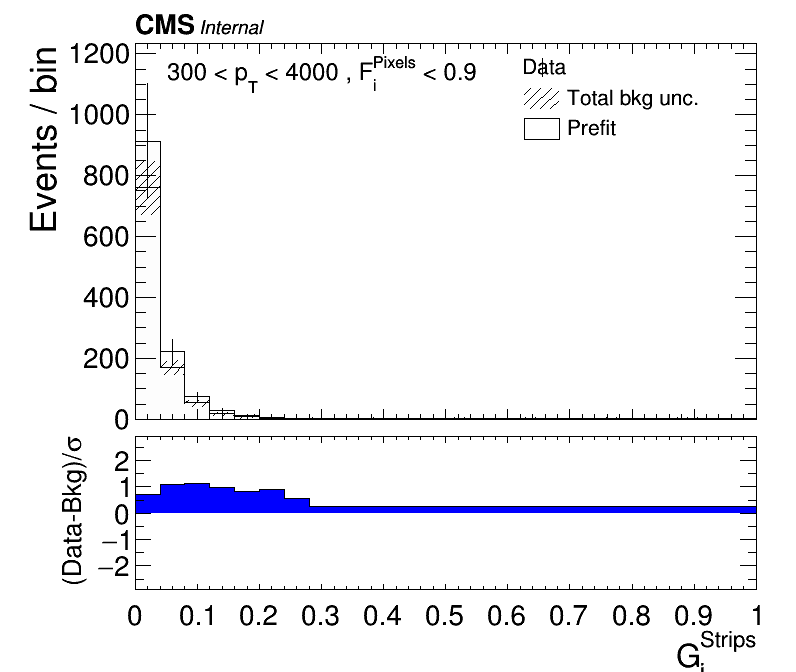 CMS Internal
Events / bin
1200
1000
800
600
400
200
0
300 < p_T < 4000 , F_i^Pixels < 0.9
Data
Total bkg unc.
Prefit
(Data-Bkg)/σ
2
1
0
−1
−2
0 0.1 0.2 0.3 0.4 0.5 0.6 0.7 0.8 0.9 1
G_i^Strips